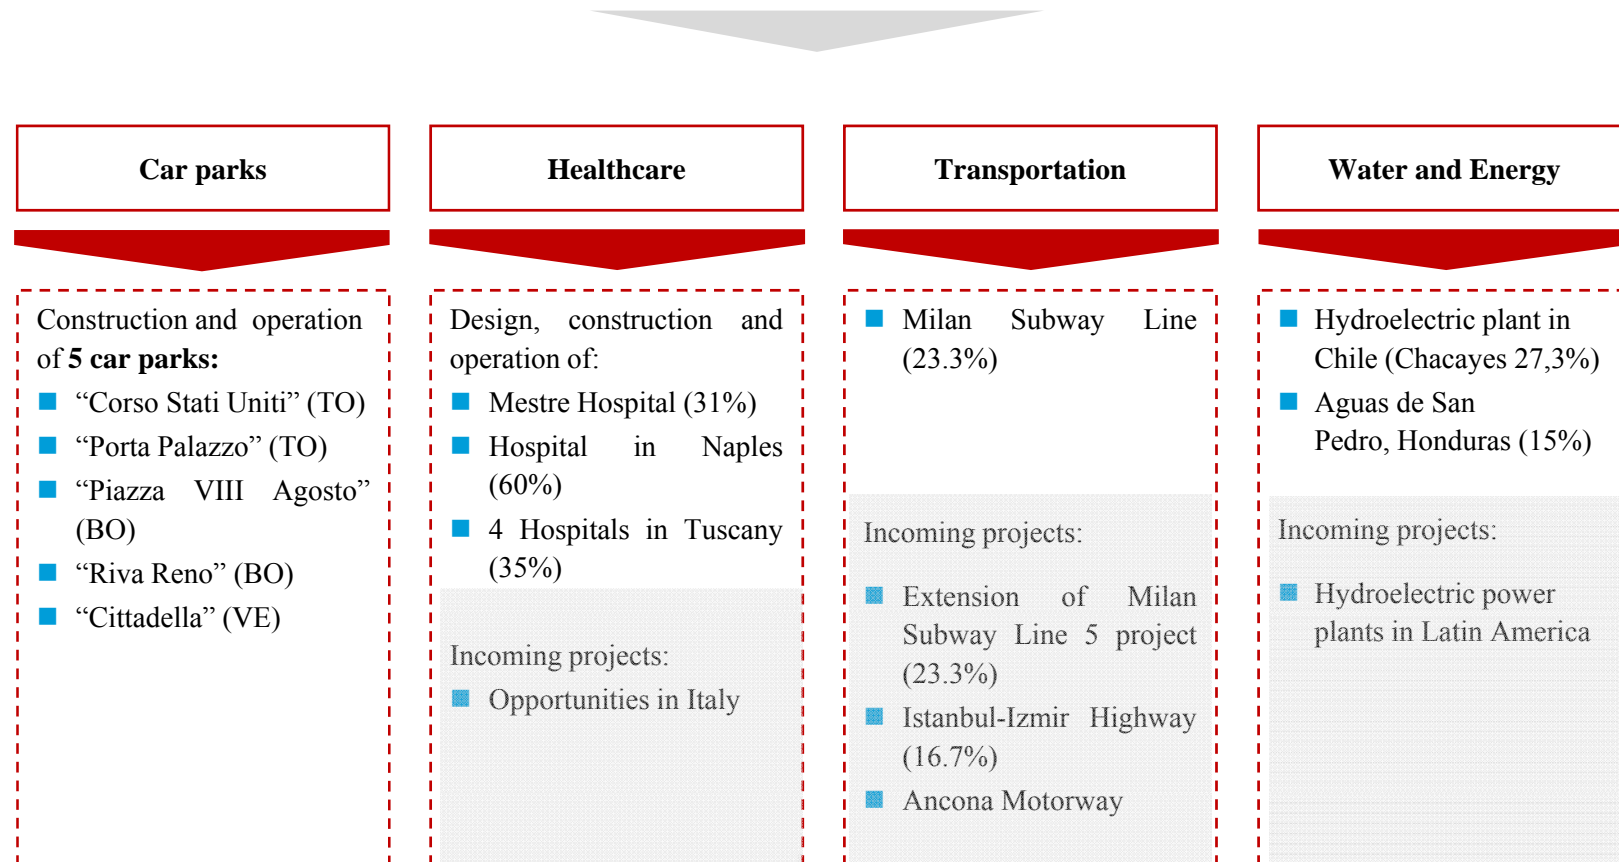 Car parks
Construction and operation
of 5 car parks:
“Corso Stati Uniti” (TO)
“Porta Palazzo” (TO)
“Piazza VIII Agosto”
(BO)
“Riva Reno” (BO)
“Cittadella” (VE)
Healthcare
Design, construction and
operation of:
Mestre Hospital (31%)
Hospital in Naples
(60%)
4 Hospitals in Tuscany
(35%)
Incoming projects:
Opportunities in Italy
Transportation
Milan Subway Line
(23.3%)
Incoming projects:
Extension of Milan
Subway Line 5 project
(23.3%)
Istanbul-Izmir Highway
(16.7%)
Ancona Motorway
Water and Energy
Hydroelectric plant in
Chile (Chacayes 27,3%)
Aguas de San
Pedro, Honduras (15%)
Incoming projects:
Hydroelectric power
plants in Latin America